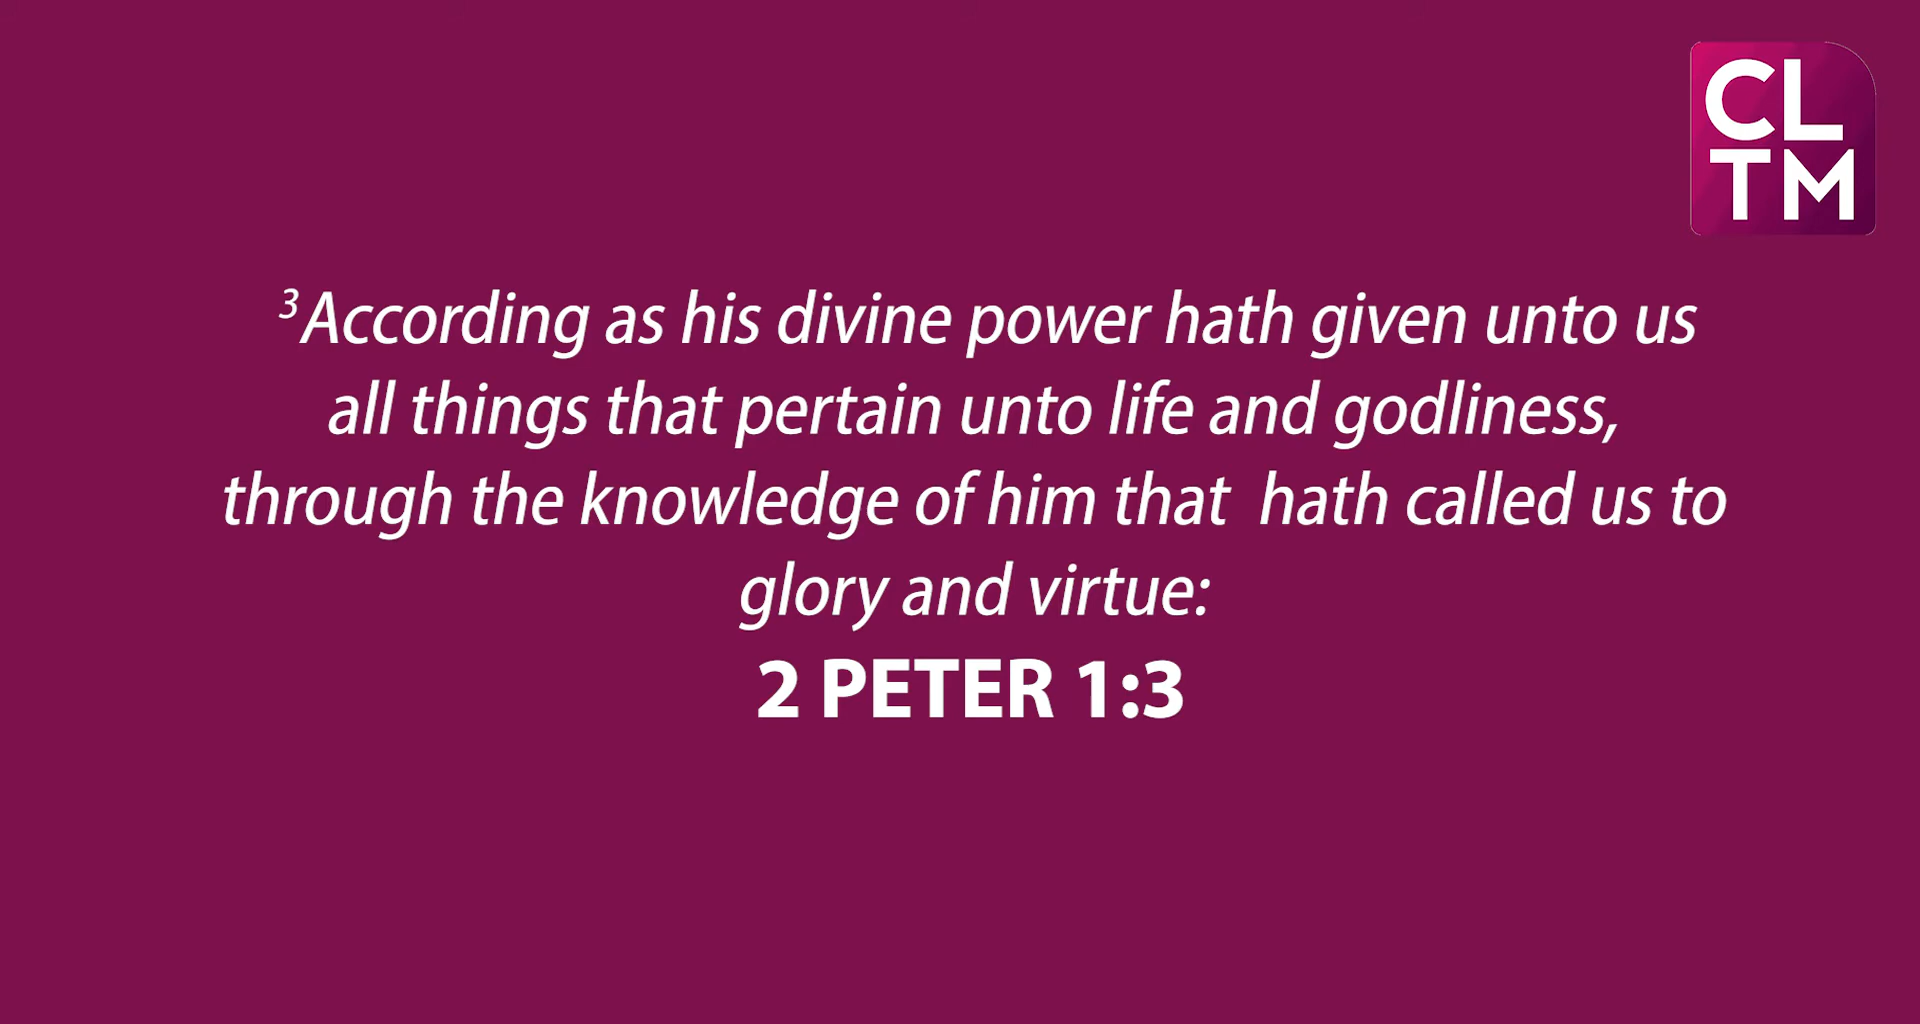 CL
TM
³According as his divine power hath given unto us
all things that pertain unto life and godliness,
through the knowledge of him that  hath called us to
glory and virtue:
2 PETER 1:3